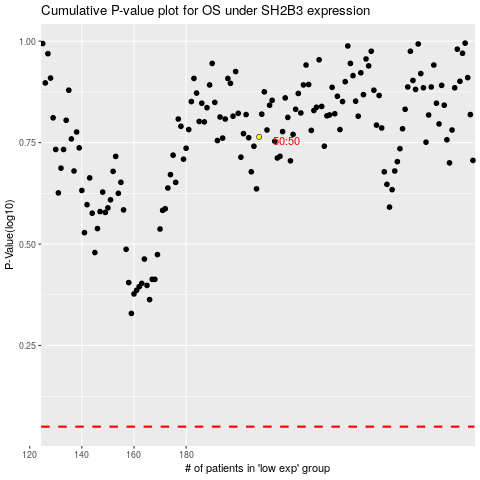 Cumulative P-value plot for OS under SH2B3 expression
P-Value(log10)
1.00
0.75
0.50
0.25
50:50
120 140 160 180
# of patients in 'low exp' group